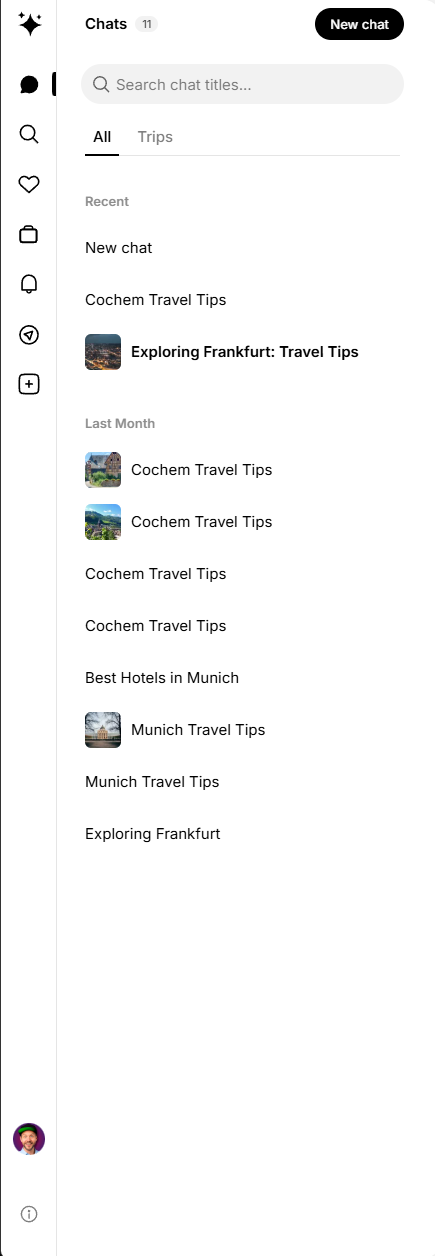 Chats 11 New chat
Search chat titles...
All Trips
Recent
New chat
Cochem Travel Tips
Exploring Frankfurt: Travel Tips
Last Month
Cochem Travel Tips
Cochem Travel Tips
Cochem Travel Tips
Cochem Travel Tips
Best Hotels in Munich
Munich Travel Tips
Munich Travel Tips
Exploring Frankfurt